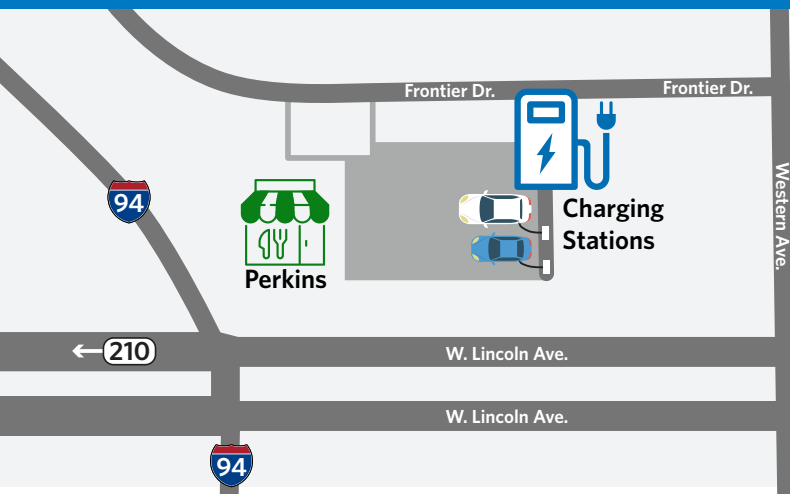 Frontier Dr.
Frontier Dr.
Western Ave.
94
Charging
Stations
Perkins
210
W. Lincoln Ave.
W. Lincoln Ave.
94